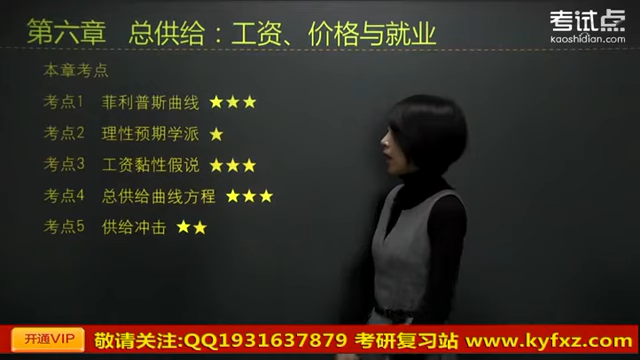 第六章 总供给：工资、价格与就业
考试点
kaoshidian.com
本章考点
考点1 菲利普斯曲线 ★★★
考点2 理性预期学派 ★
考点3 工资黏性假说 ★★★
考点4 总供给曲线方程 ★★★
考点5 供给冲击 ★★
开通VIP
敬请关注:QQ1931637879 考研复习站 www.kyfxz.com